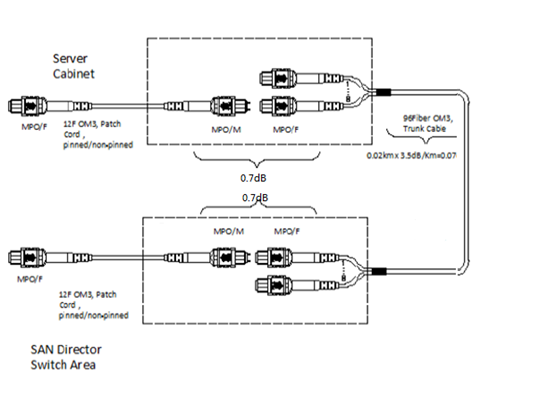 Server
Cabinet
MPO/F
12F OM3, Patch
Cord ,
pinned/non-pinned
MPO/M
MPO/F
8
96Fiber OM3,
Trunk Cable
0.02km x 3.5dB/Km=0.07
0.7dB
0.7dB
MPO/M
MPO/F
8
MPO/F
12F OM3, Patch
Cord ,
pinned/non-pinned
SAN Director
Switch Area